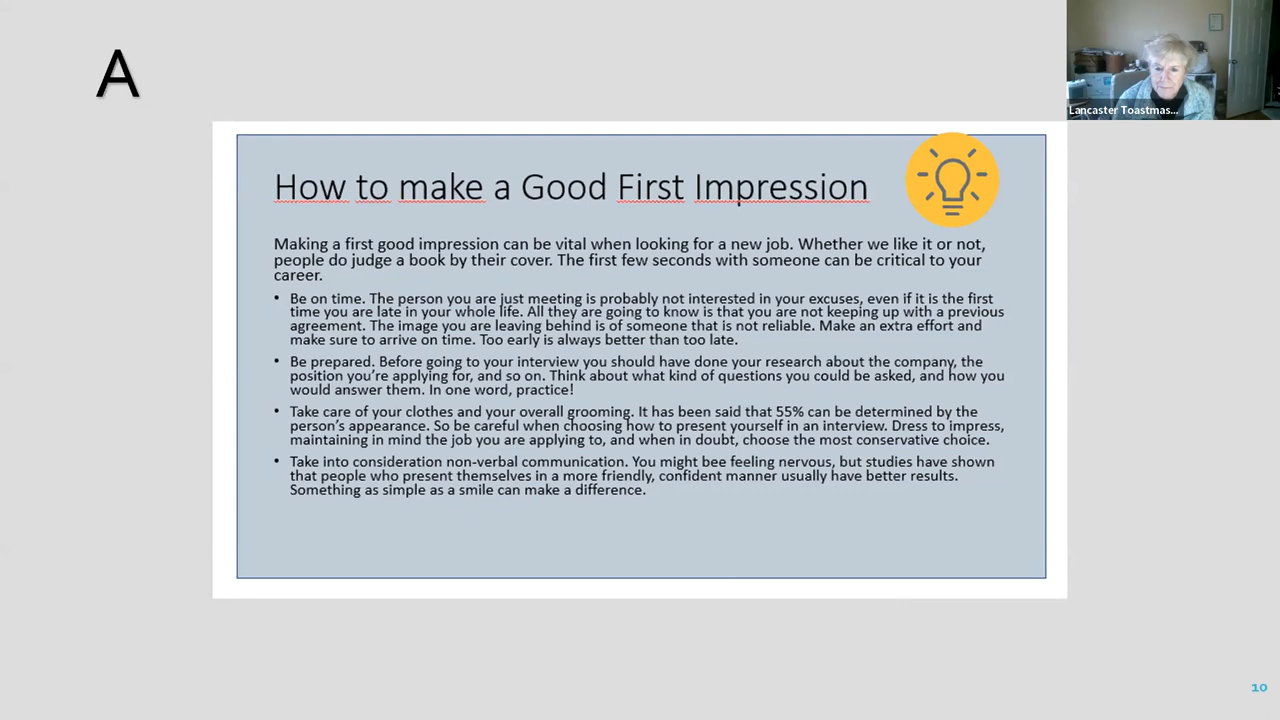 A
Lancaster Toastmas...
How to make a Good First Impression
Making a first good impression can be vital when looking for a new job. Whether we like it or not,
people do judge a book by their cover. The first few seconds with someone can be critical to your
career.
• Be on time. The person you are just meeting is probably not interested in your excuses, even if it is the first
time you are late in your whole life. All they are going to know is that you are not keeping up with a previous
agreement. The image you are leaving behind is of someone that is not reliable. Make an extra effort and
make sure to arrive on time. Too early is always better than too late.
• Be prepared. Before going to your interview you should have done your research about the company, the
position you’re applying for, and so on. Think about what kind of questions you could be asked, and how you
would answer them. In one word, practice!
• Take care of your clothes and your overall grooming. It has been said that 55% can be determined by the
person’s appearance. So be careful when choosing how to present yourself in an interview. Dress to impress,
maintaining in mind the job you are applying to, and when in doubt, choose the most conservative choice.
• Take into consideration non-verbal communication. You might bee feeling nervous, but studies have shown
that people who present themselves in a more friendly, confident manner usually have better results.
Something as simple as a smile can make a difference.
10